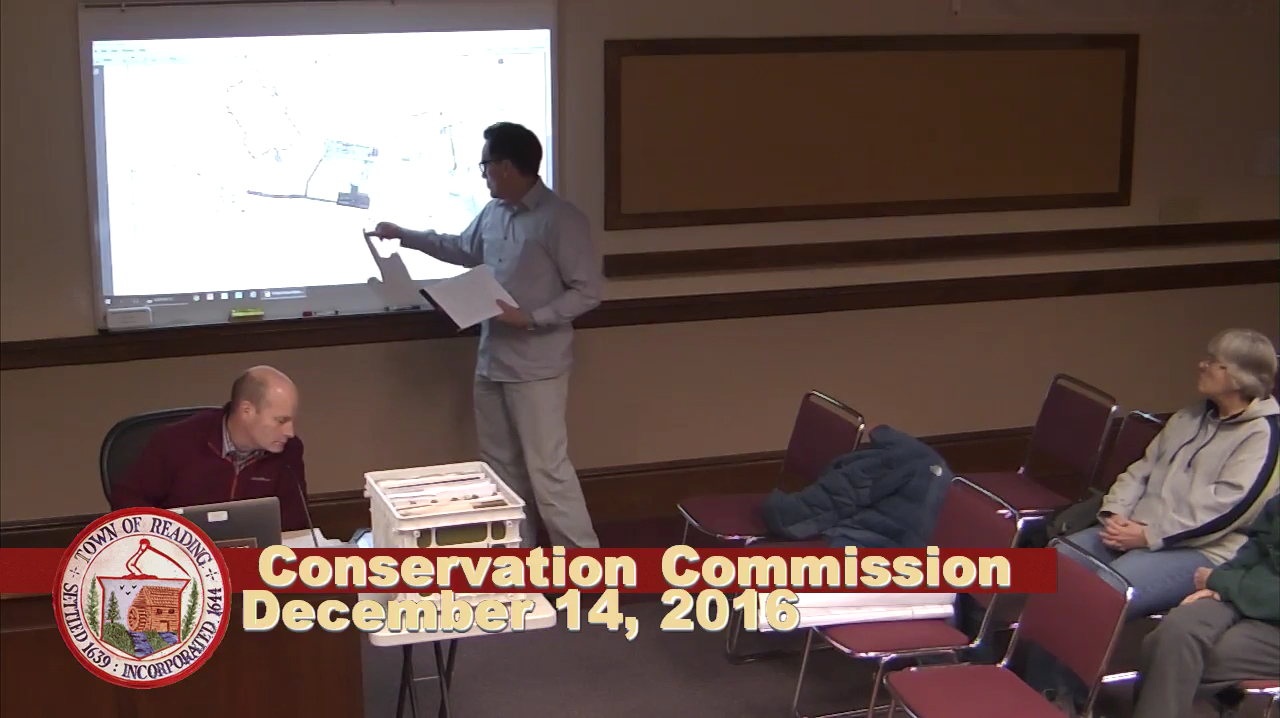 Conservation Commission
December 14, 2016
TOWN OF READING
SETTLED 1639 : INCORPORATED 1644